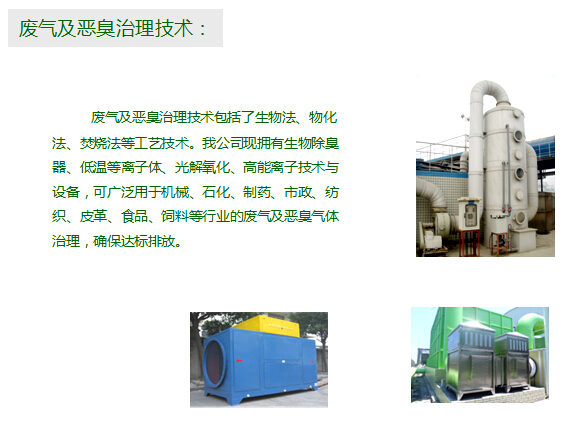 废气及恶臭治理技术：
废气及恶臭治理技术包括了生物法、物化
法、焚烧法等工艺技术。我公司现拥有生物除臭
器、低温等离子体、光解氧化、高能离子技术与
设备，可广泛用于机械、石化、制药、市政、纺
织、皮革、食品、饲料等行业的废气及恶臭气体
治理，确保达标排放。